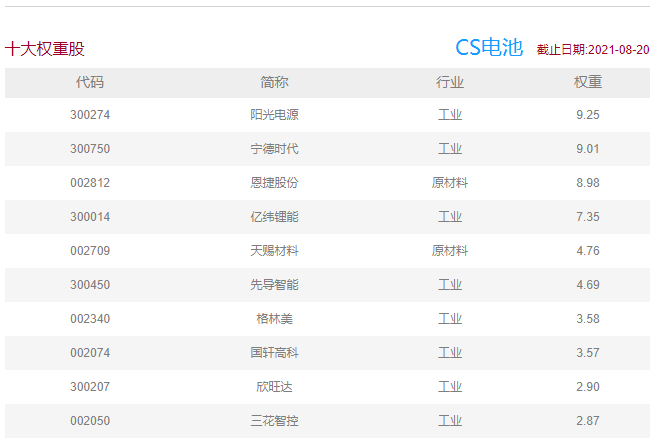 十大权重股 CS电池 截止日期:2021-08-20
代码 简称 行业 权重
300274 阳光电源 工业 9.25
300750 宁德时代 工业 9.01
002812 恩捷股份 原材料 8.98
300014 亿纬锂能 工业 7.35
002709 天赐材料 原材料 4.76
300450 先导智能 工业 4.69
002340 格林美 工业 3.58
002074 国轩高科 工业 3.57
300207 欣旺达 工业 2.90
002050 三花智控 工业 2.87